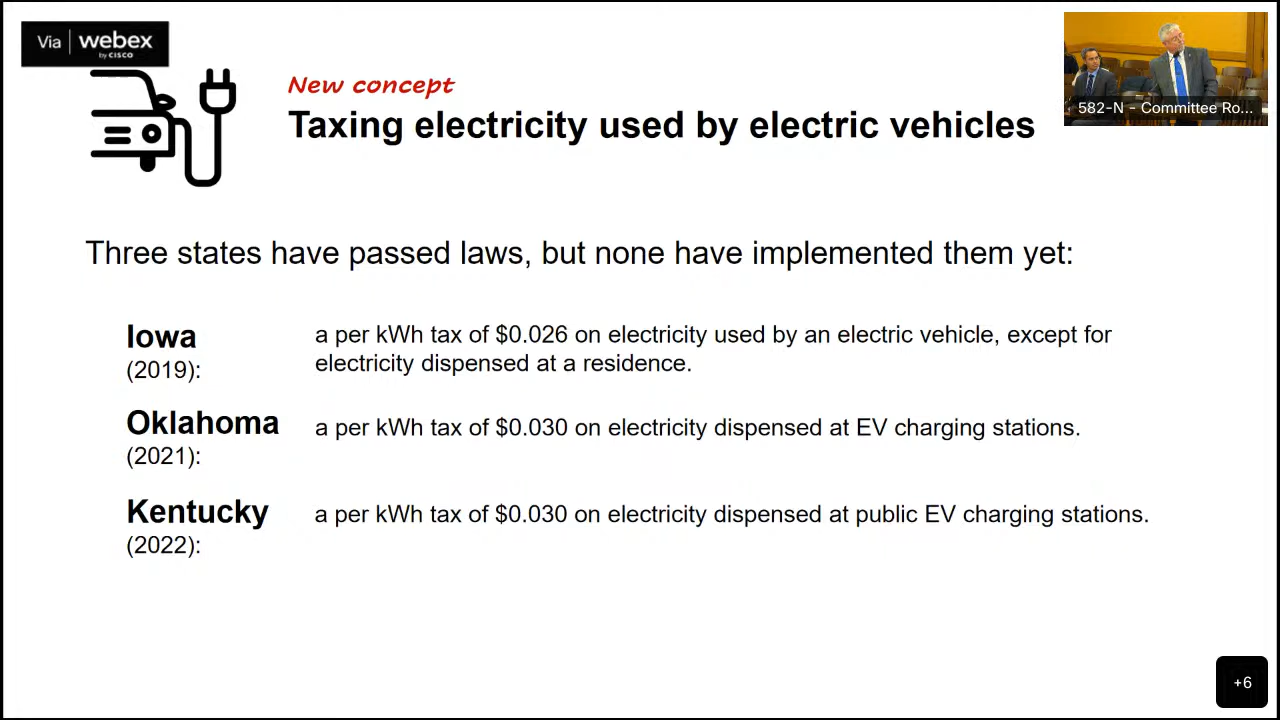 Via webex
by CISCO
New concept
Taxing electricity used by electric vehicles
582-N - Committee Ro...
Three states have passed laws, but none have implemented them yet:
Iowa
(2019):
a per kWh tax of $0.026 on electricity used by an electric vehicle, except for
electricity dispensed at a residence.
Oklahoma
(2021):
a per kWh tax of $0.030 on electricity dispensed at EV charging stations.
Kentucky
(2022):
a per kWh tax of $0.030 on electricity dispensed at public EV charging stations.
+6